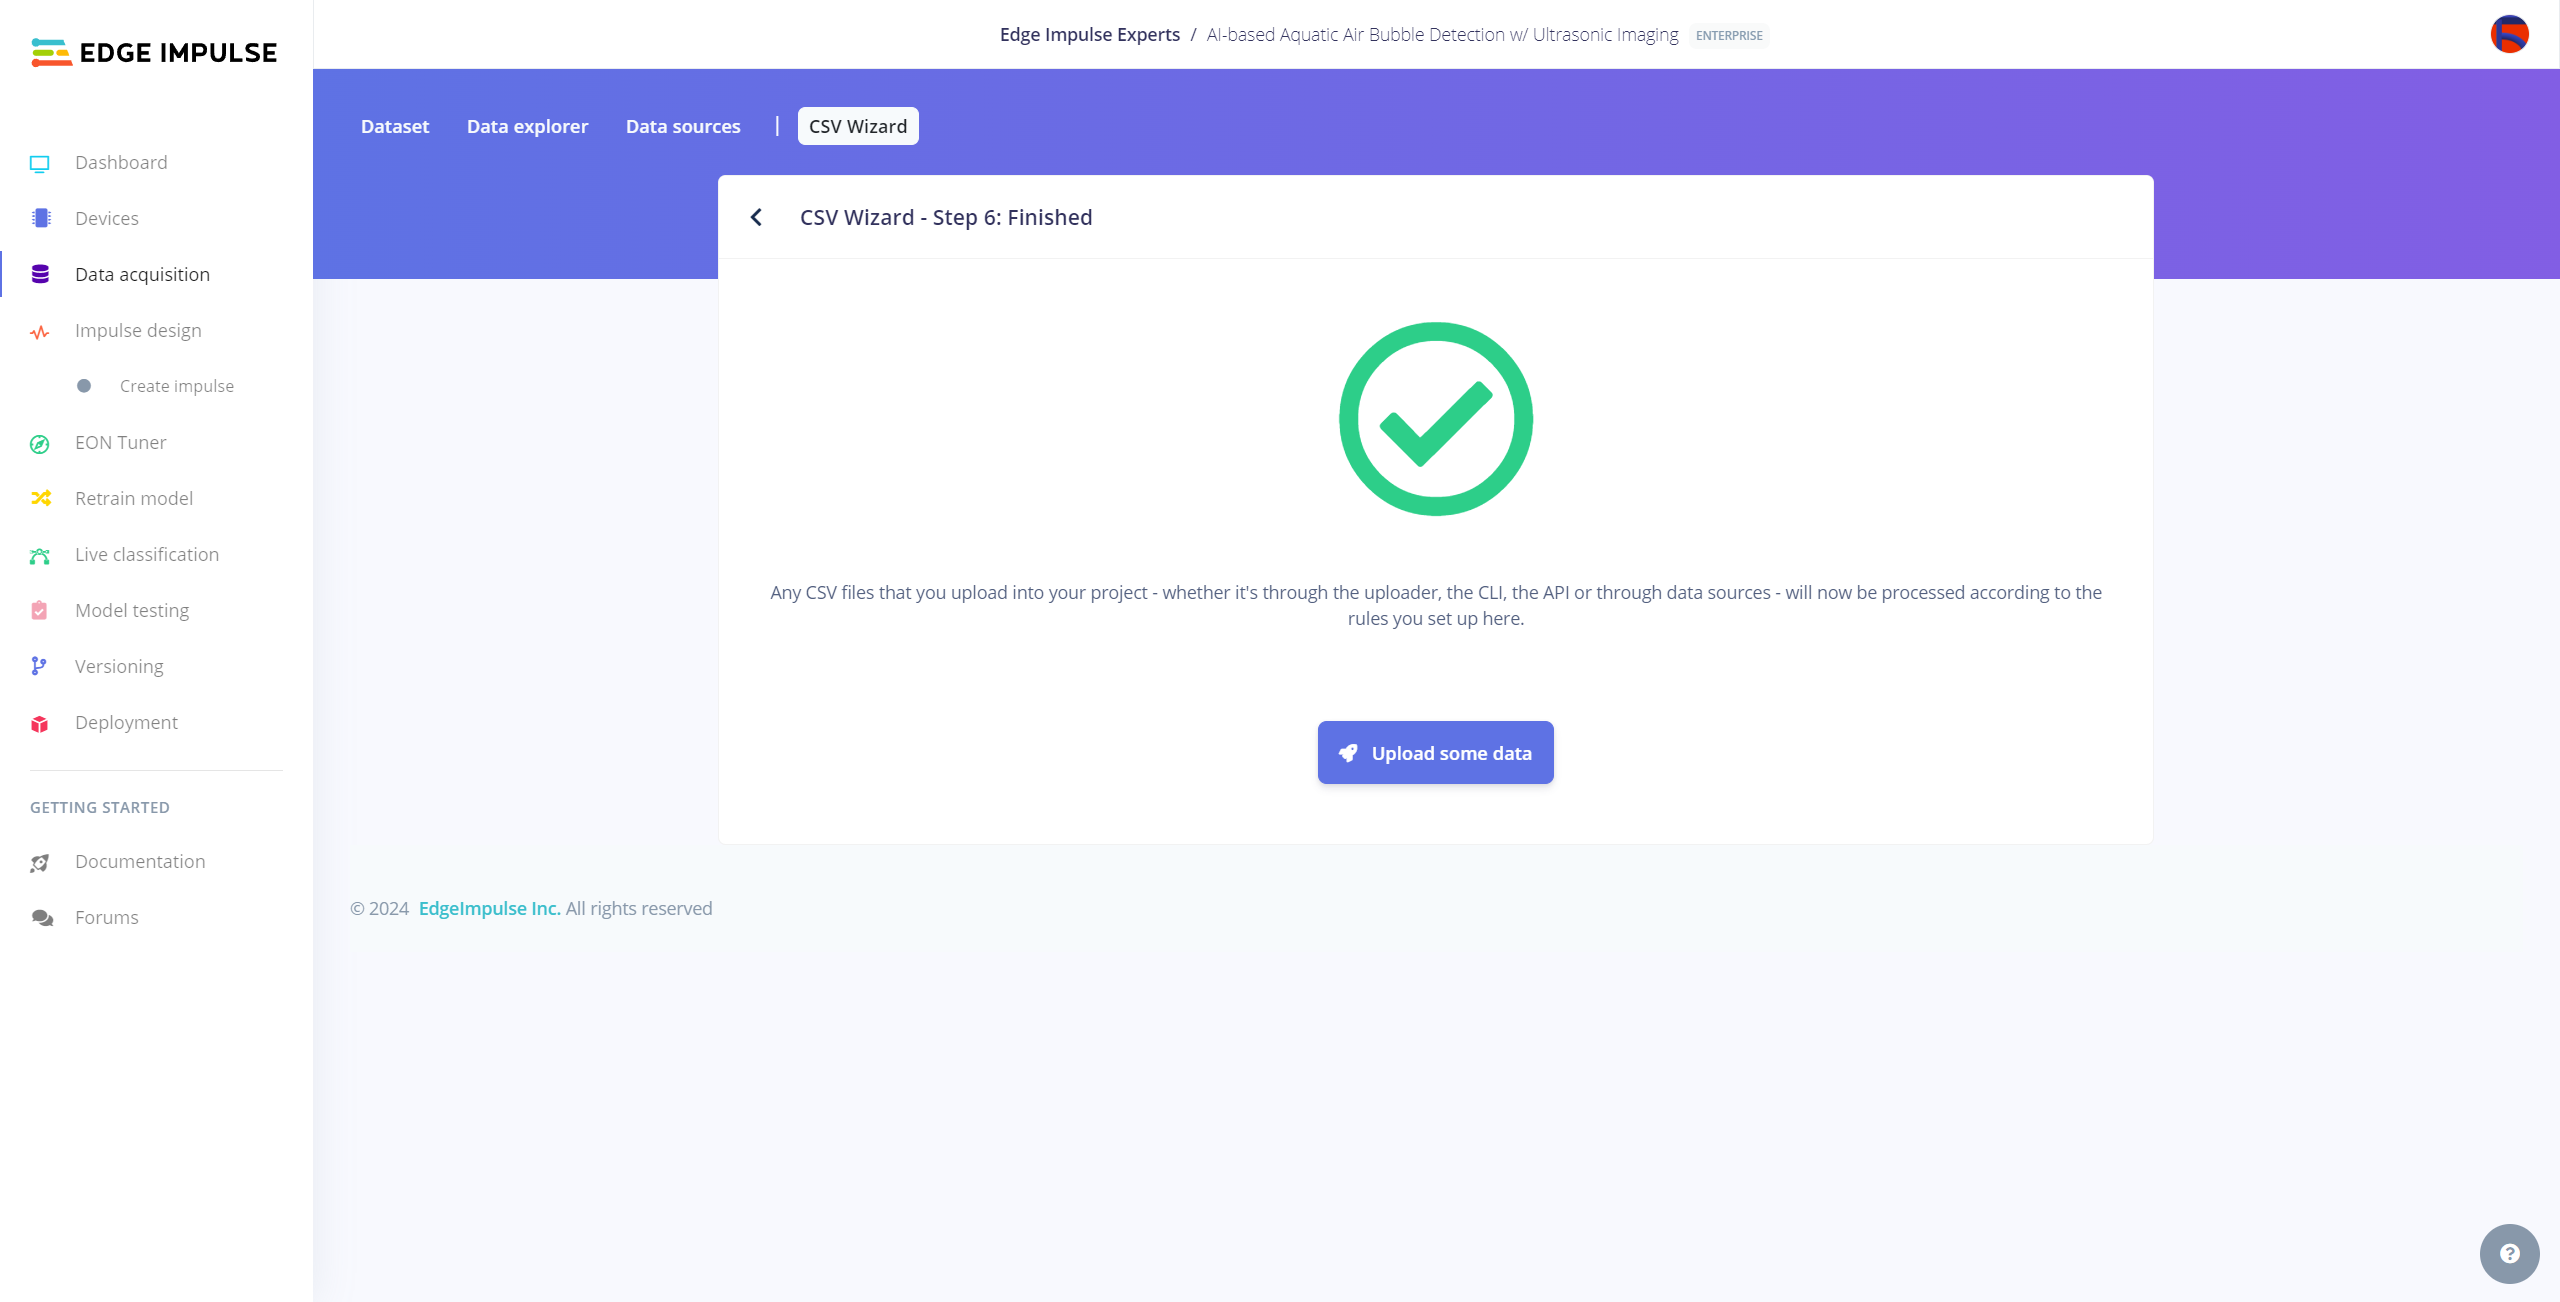 EDGE IMPULSE
Edge Impulse Experts / AI-based Aquatic Air Bubble Detection w/ Ultrasonic Imaging ENTERPRISE
Dashboard
Devices
Data acquisition
Impulse design
Create impulse
EON Tuner
Retrain model
Live classification
Model testing
Versioning
Deployment
GETTING STARTED
Documentation
Forums
Dataset Data explorer Data sources | CSV Wizard
CSV Wizard - Step 6: Finished
Any CSV files that you upload into your project - whether it's through the uploader, the CLI, the API or through data sources - will now be processed according to the
rules you set up here.
Upload some data
© 2024 EdgeImpulse Inc. All rights reserved
?